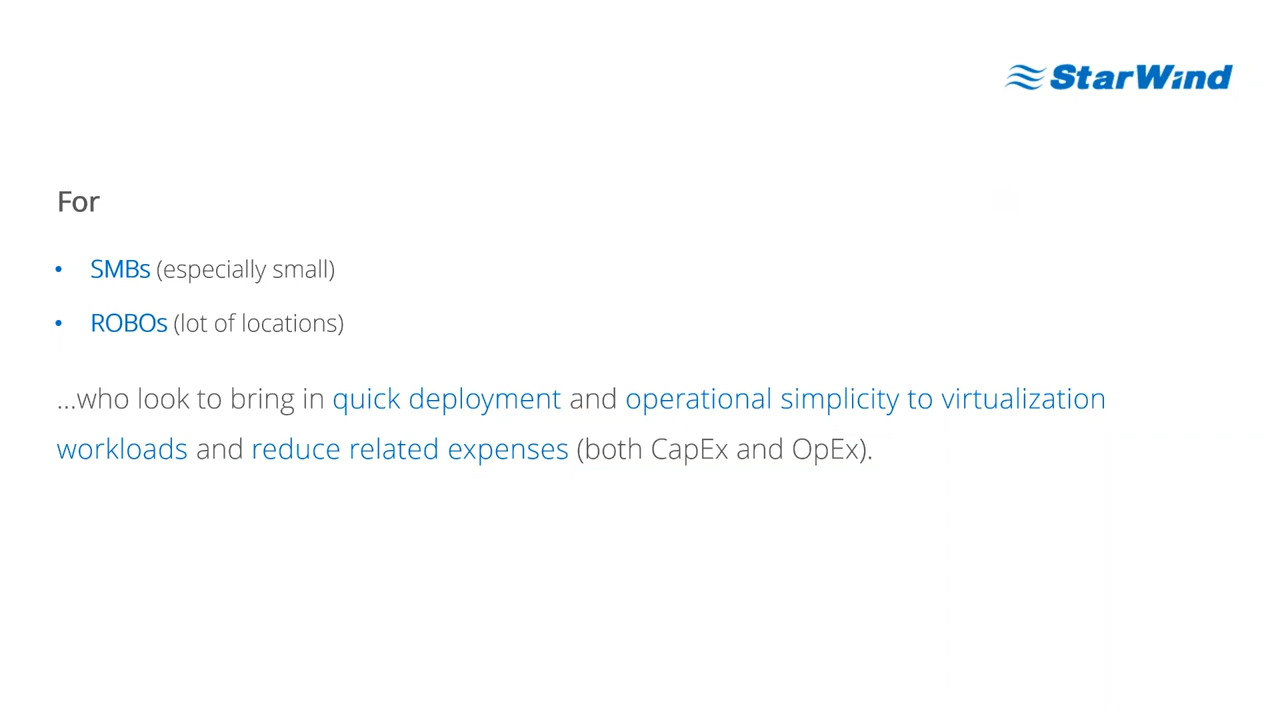 StarWind
For
• SMBs (especially small)
• ROBOs (lot of locations)
...who look to bring in quick deployment and operational simplicity to virtualization
workloads and reduce related expenses (both CapEx and OpEx).